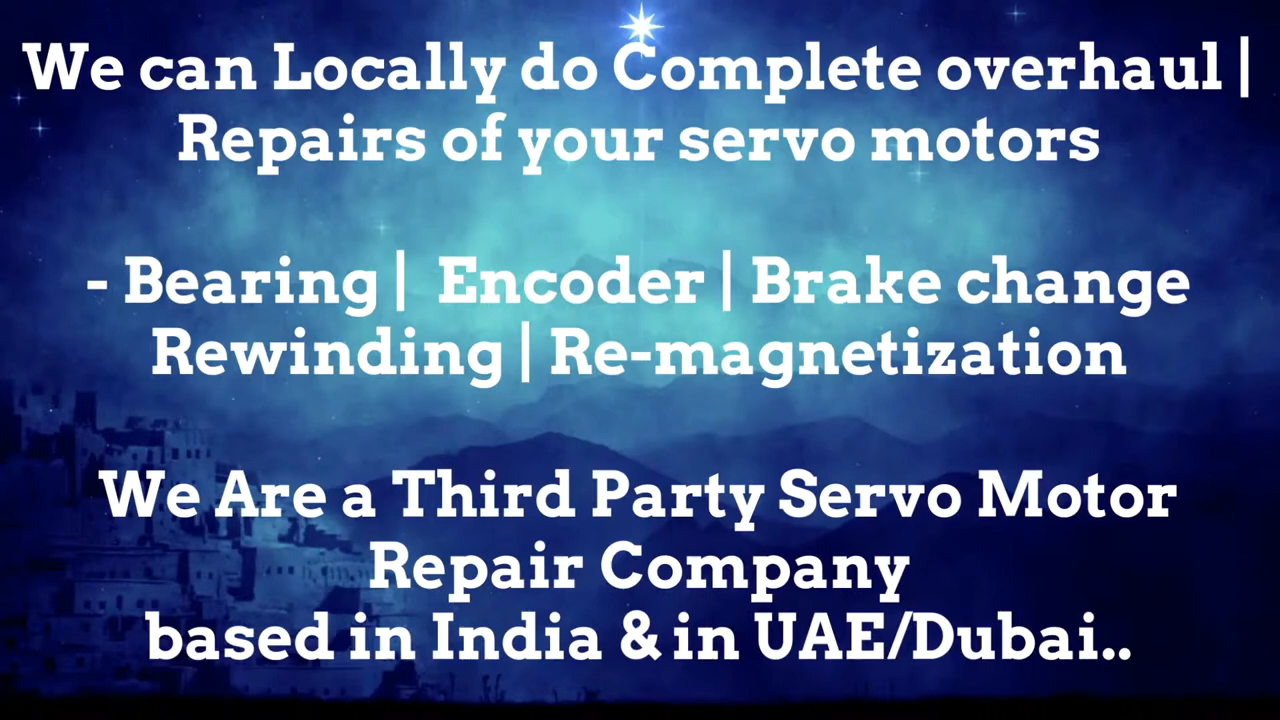 We can Locally do Complete overhaul |
Repairs of your servo motors
- Bearing |  Encoder | Brake change
Rewinding | Re-magnetization
We Are a Third Party Servo Motor
Repair Company
based in India & in UAE/Dubai..